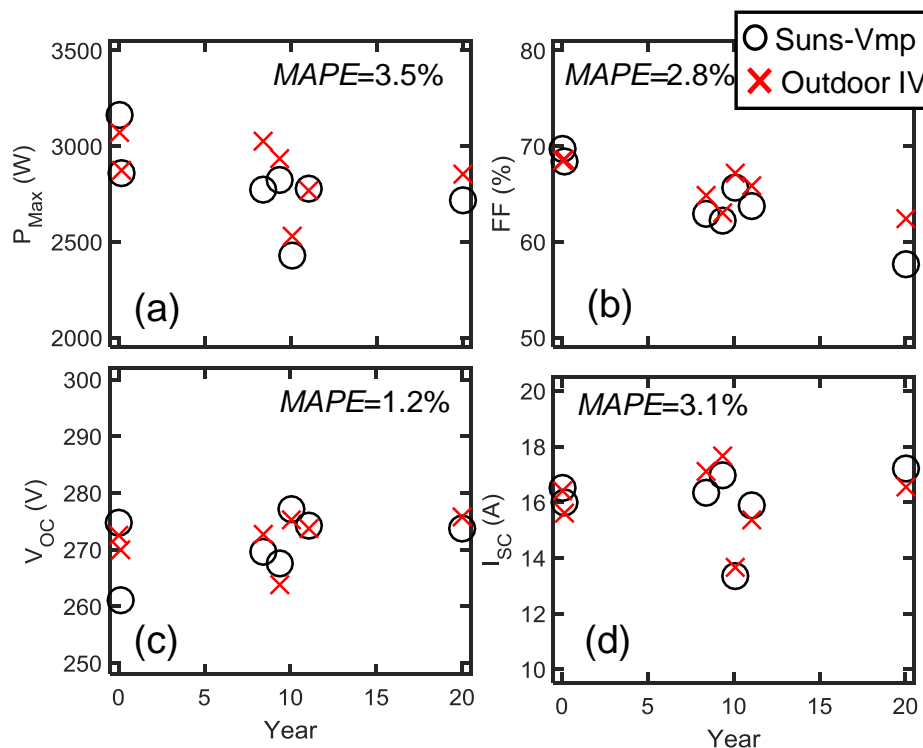 Suns-Vmp
Outdoor IV
3500
3000
2500
2000
P_Max (W)
MAPE=3.5%
(a)
80
70
60
50
FF (%)
MAPE=2.8%
(b)
300
290
280
270
260
250
V_OC (V)
MAPE=1.2%
(c)
0 5 10 15 20
Year
20
18
16
14
12
10
I_SC (A)
MAPE=3.1%
(d)
0 5 10 15 20
Year